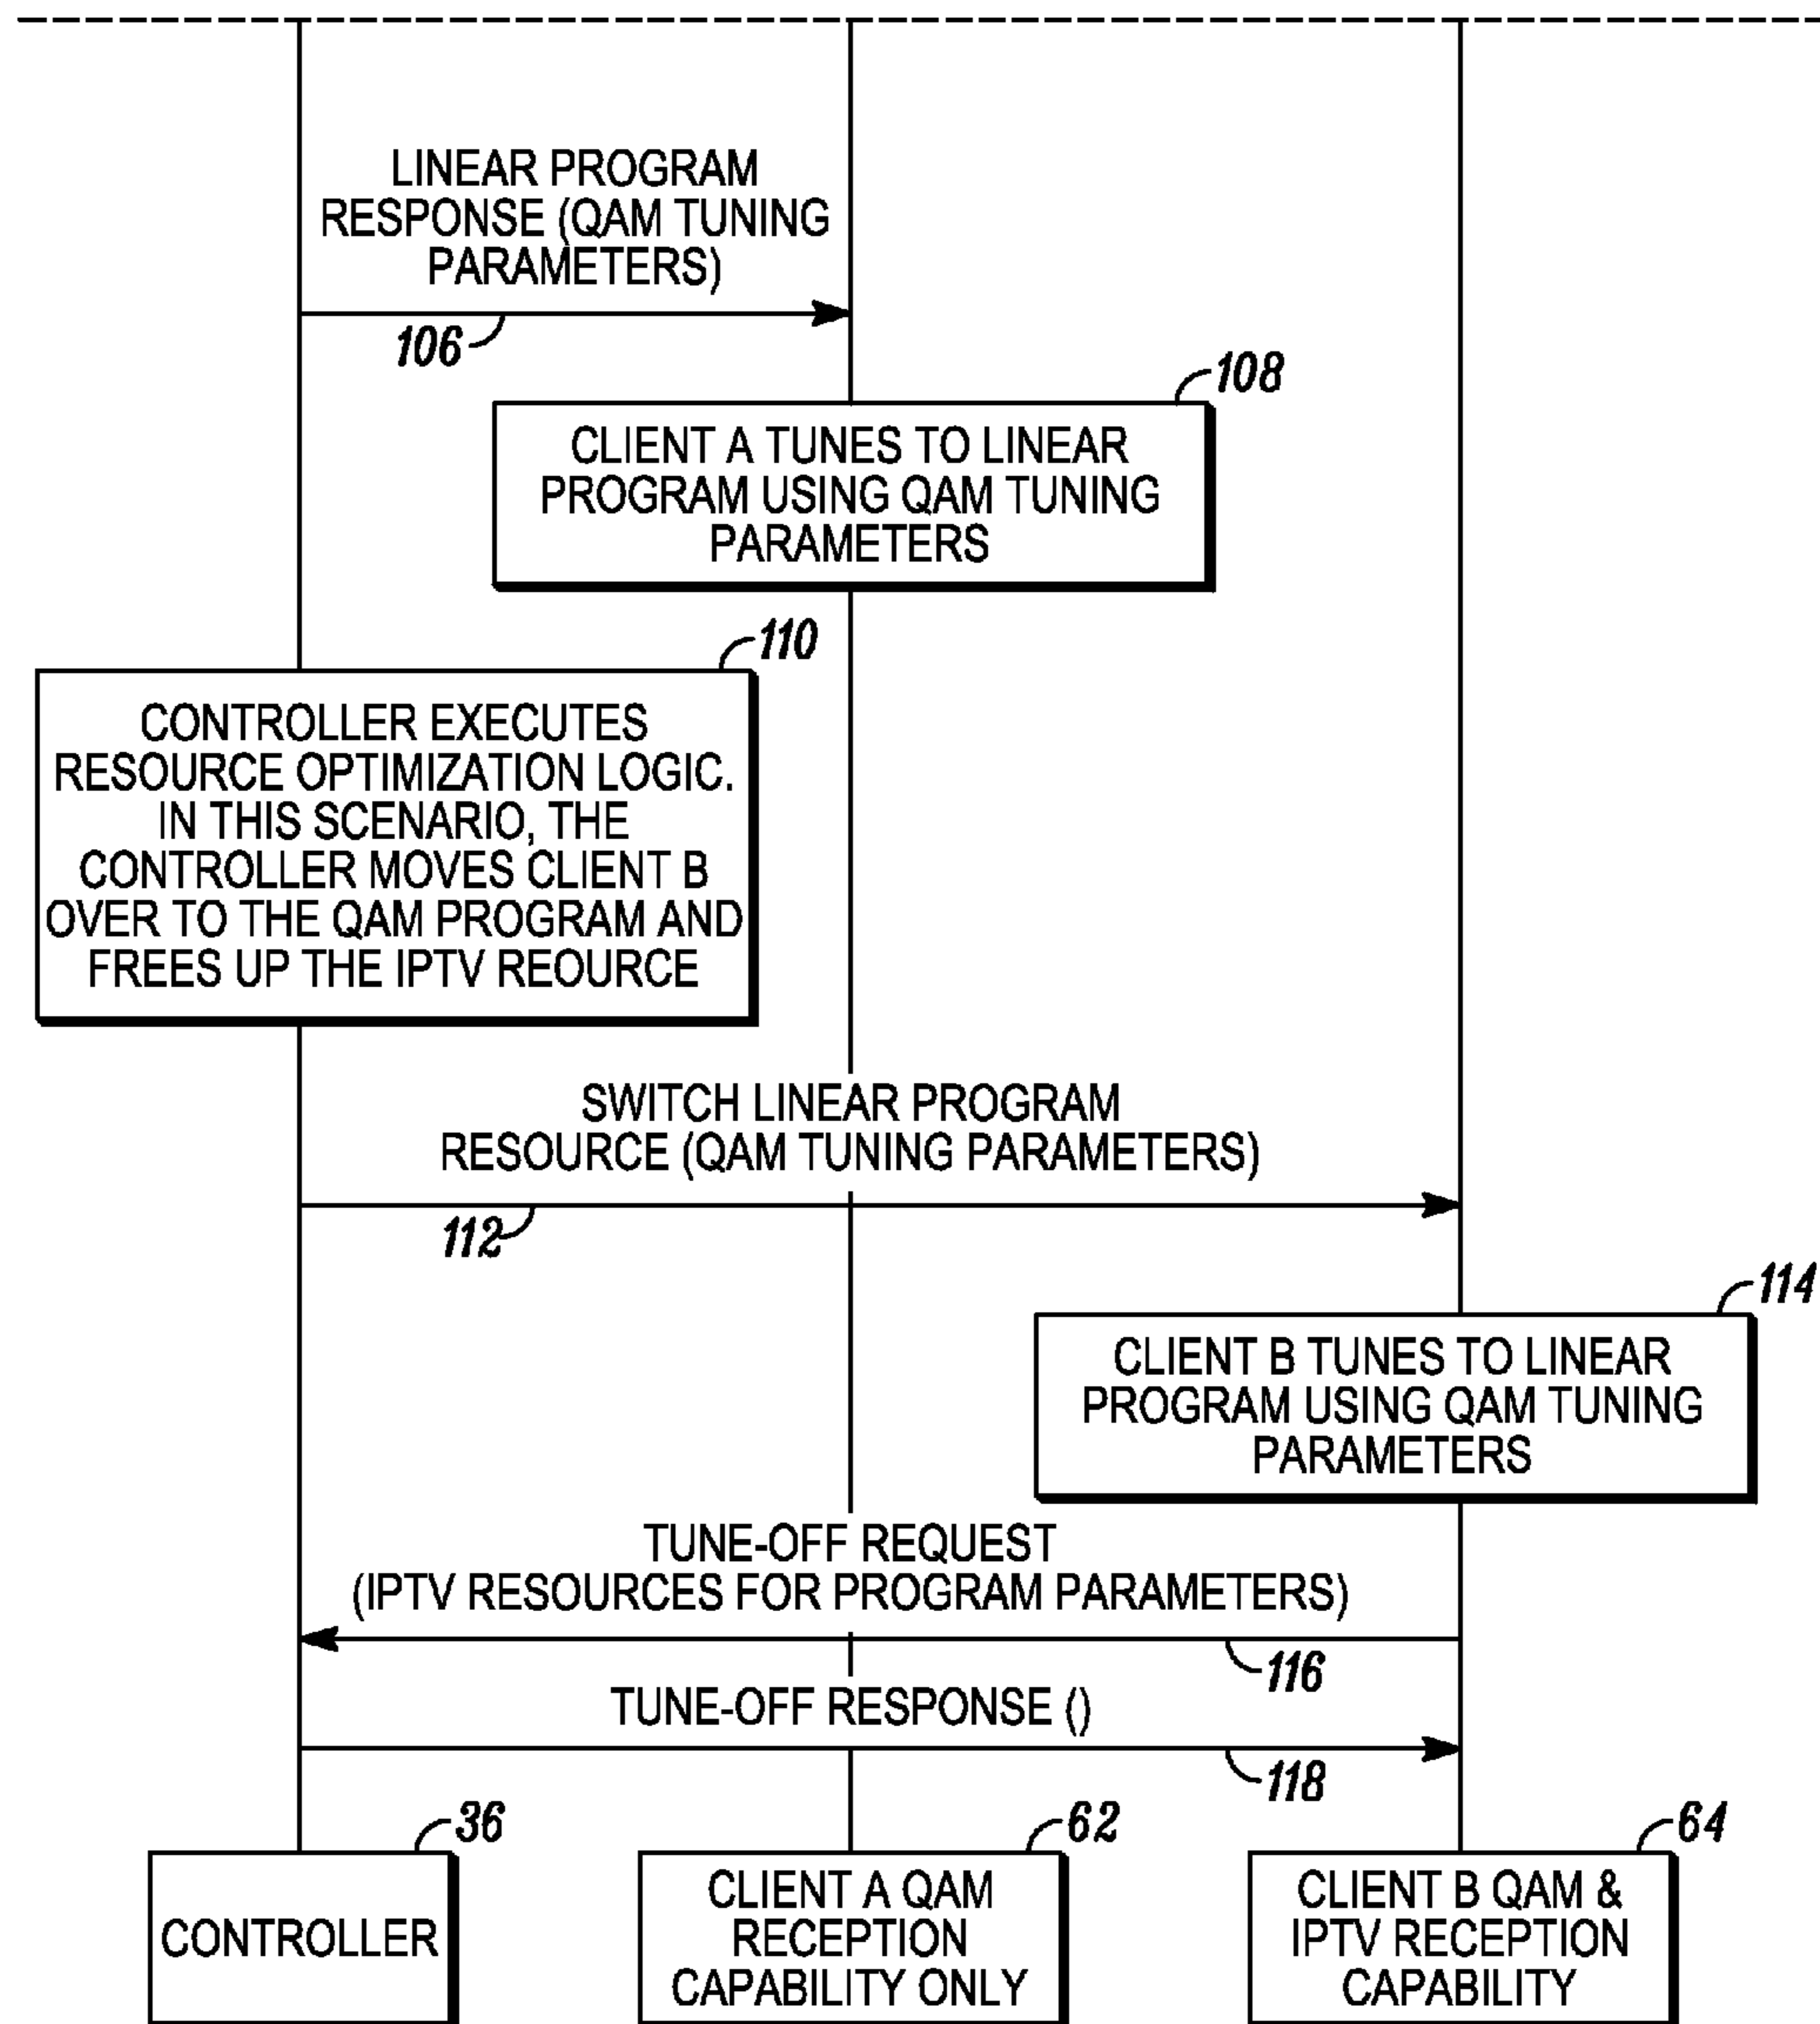 LINEAR PROGRAM
RESPONSE (QAM TUNING
PARAMETERS)
106
108
CLIENT A TUNES TO LINEAR
PROGRAM USING QAM TUNING
PARAMETERS
110
CONTROLLER EXECUTES
RESOURCE OPTIMIZATION LOGIC.
IN THIS SCENARIO, THE
CONTROLLER MOVES CLIENT B
OVER TO THE QAM PROGRAM AND
FREES UP THE IPTV REOURCE
SWITCH LINEAR PROGRAM
RESOURCE (QAM TUNING PARAMETERS)
112
114
CLIENT B TUNES TO LINEAR
PROGRAM USING QAM TUNING
PARAMETERS
TUNE-OFF REQUEST
(IPTV RESOURCES FOR PROGRAM PARAMETERS)
116
TUNE-OFF RESPONSE ()
118
36
CONTROLLER
62
CLIENT A QAM
RECEPTION
CAPABILITY ONLY
64
CLIENT B QAM &
IPTV RECEPTION
CAPABILITY